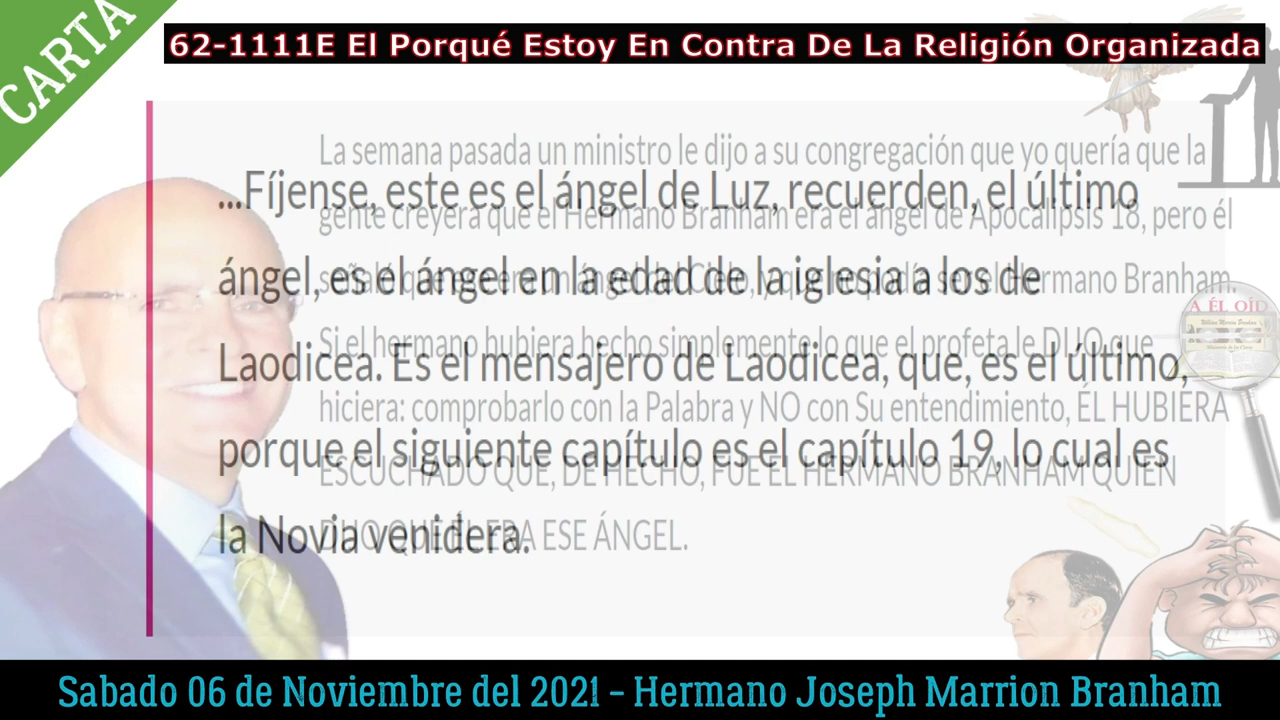 CARTA
62-1111E El Porqué Estoy En Contra De La Religión Organizada
La semana pasada un ministro le dijo a su congregación que yo quería que la
...Fíjense, este es el ángel de Luz, recuerden, el último
gente creyera que el Hermano Branham era el ángel de Apocalipsis 18, pero él
ángel, es el ángel en la edad de la iglesia a los de
Hermano Branham.
Si el hermano hubiera hecho simplemente lo que el profeta le DIJO que
Laodicea. Es el mensajero de Laodicea, que, es el último,
hiciera: comprobarlo con la Palabra y NO con Su entendimiento, ÉL HUBIERA
porque el siguiente capítulo es el capítulo 19, lo cual es
ESCUCHADO QUE, DE HECHO, FUE EL HERMANO BRANHAM QUIEN
la Novia venidera.
DIJO QUE ÉL ERA ESE ÁNGEL.
A ÉL OÍD
Sabado 06 de Noviembre del 2021 - Hermano Joseph Marrion Branham